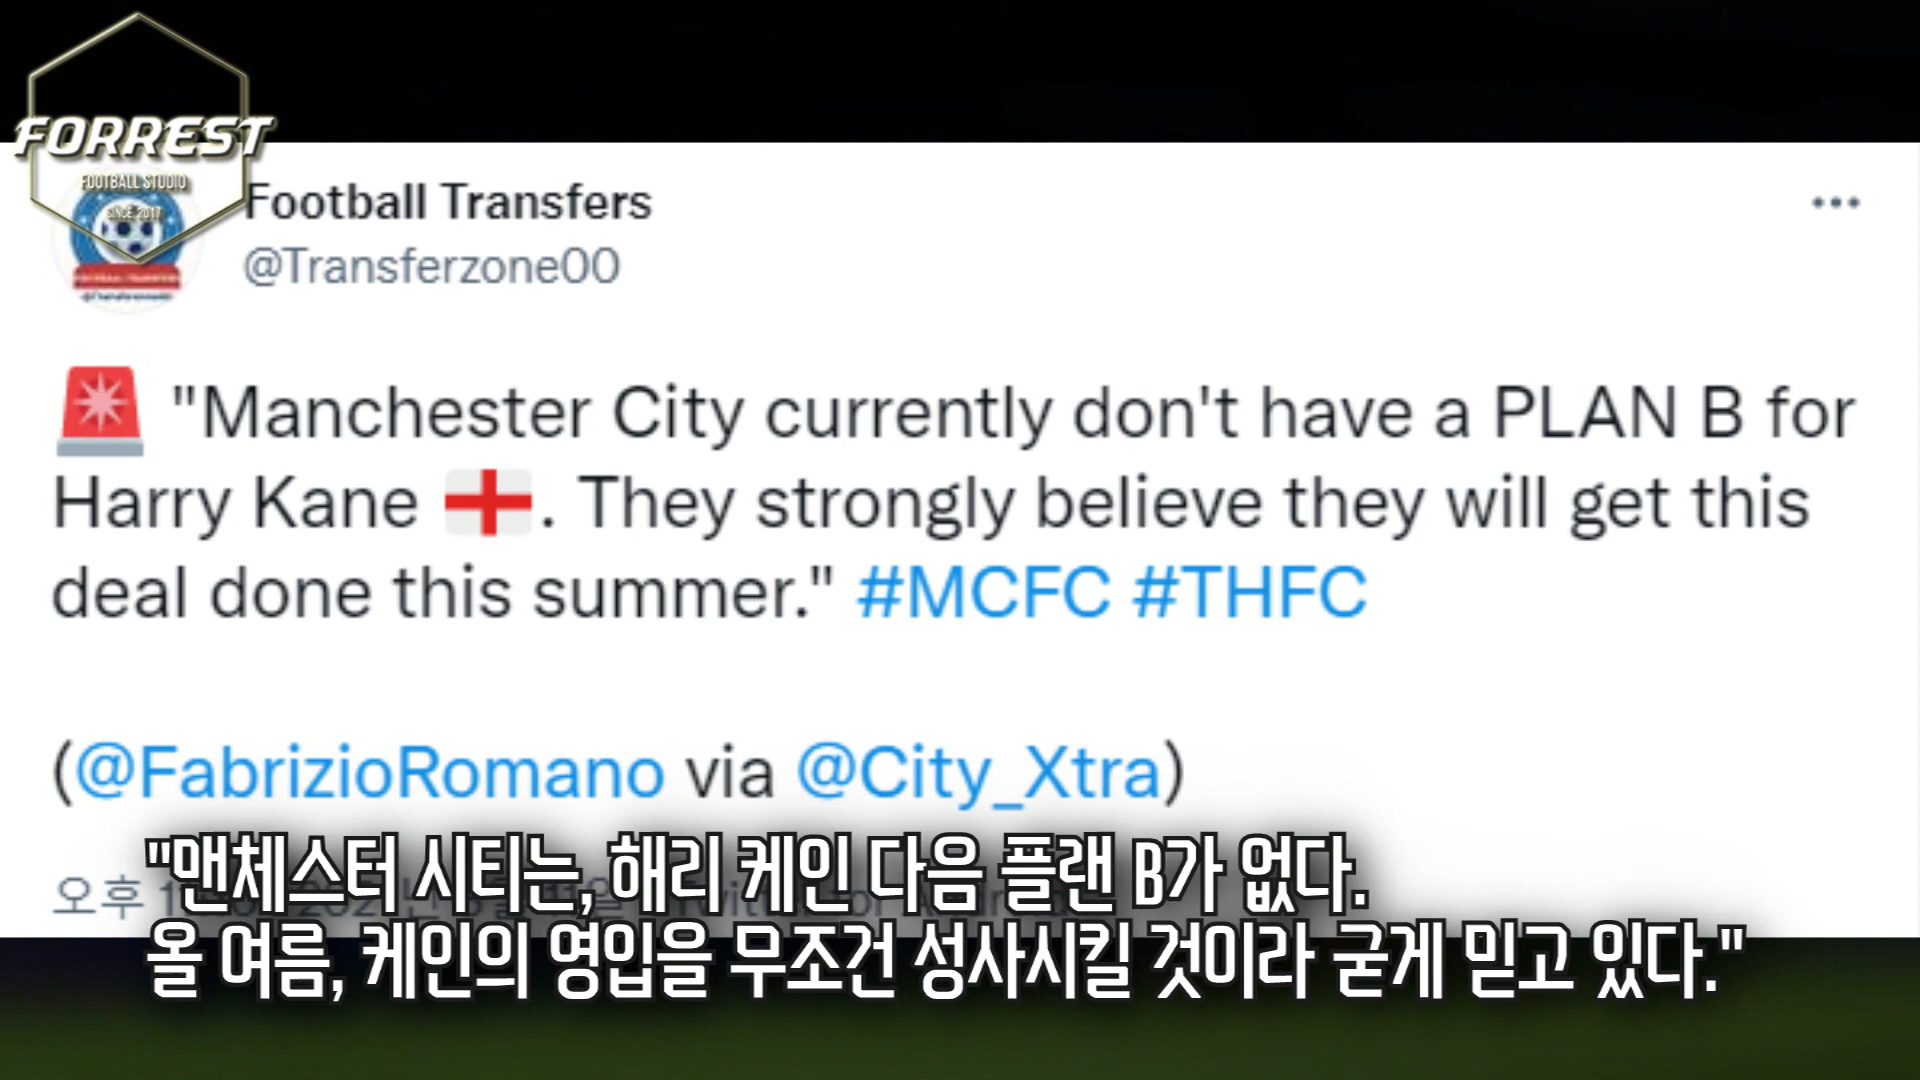 FORREST
FOOTBALL STUDIO
SINCE 2017
Football Transfers
@Transferzone00
"Manchester City currently don't have a PLAN B for
Harry Kane . They strongly believe they will get this
deal done this summer." #MCFC #THFC
(@FabrizioRomano via @City_Xtra)
오후
"맨체스터 시티는, 해리 케인 다음 플랜 B가 없다.
올 여름, 케인의 영입을 무조건 성사시킬 것이라 굳게 믿고 있다."